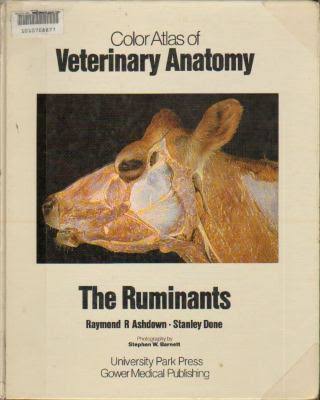 1010704477
Color Atlas of
Veterinary Anatomy
The Ruminants
Raymond R Ashdown · Stanley Done
Photography by
Stephen W. Barnett
University Park Press
Gower Medical Publishing